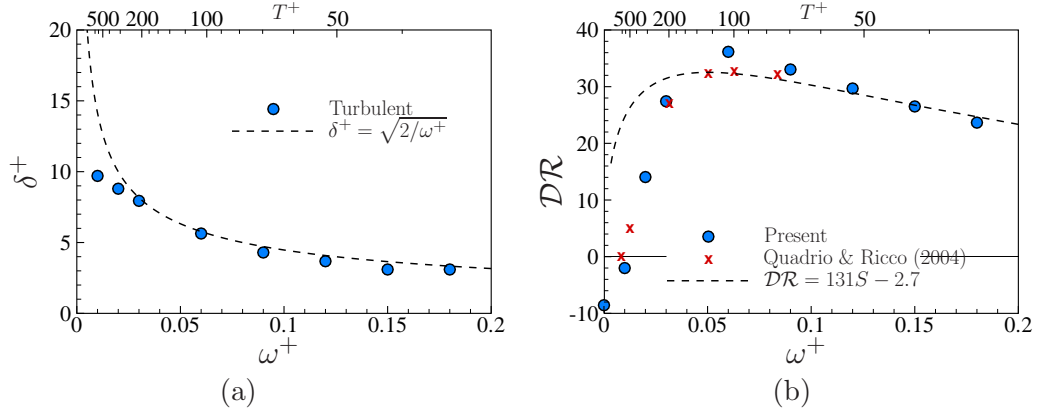 500 200 100 T⁺ 50
20
15
10
5
0
δ⁺
Turbulent
δ⁺ = √2/ω⁺
0 0.05 0.1 0.15 0.2
ω⁺
(a)
500 200 100 T⁺ 50
40
30
20
10
0
-10
DR
Present
Quadrio & Ricco (2004)
DR = 131S − 2.7
0 0.05 0.1 0.15 0.2
ω⁺
(b)